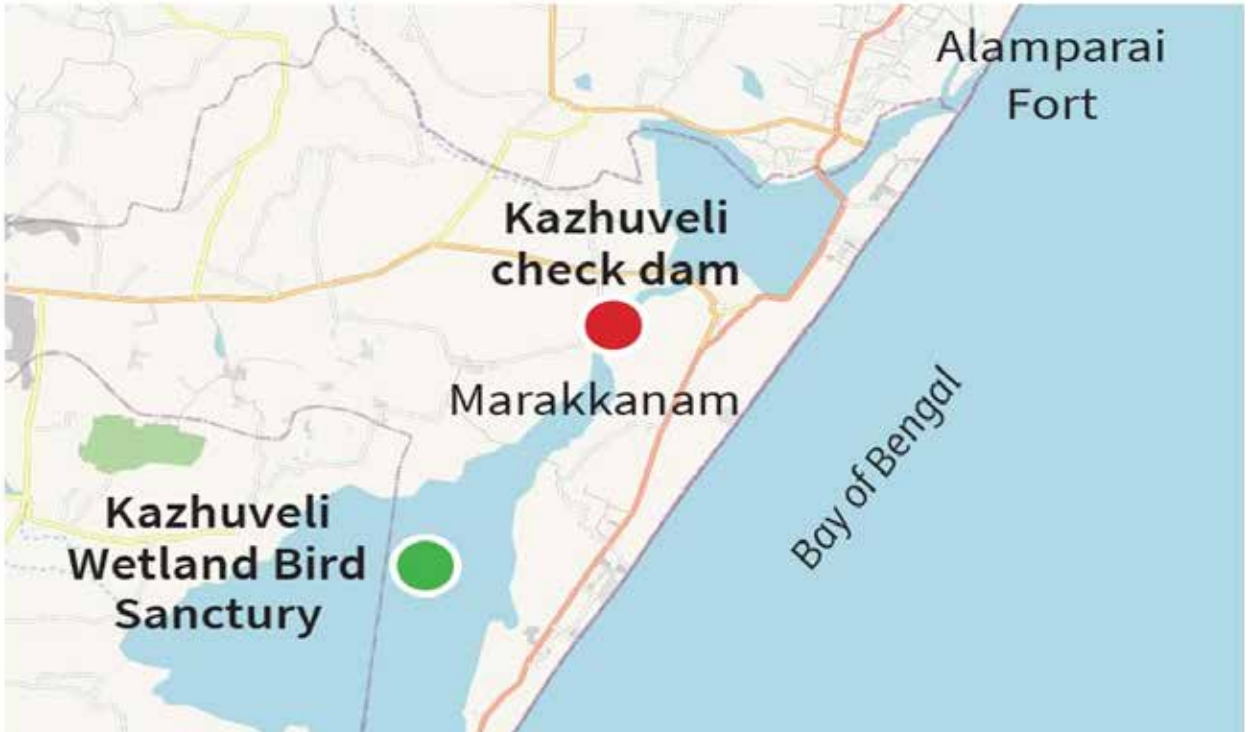 Alamparai
Fort
Kazhuveli
check dam
Marakkanam
Bay of Bengal
Kazhuveli
Wetland Bird
Sanctury